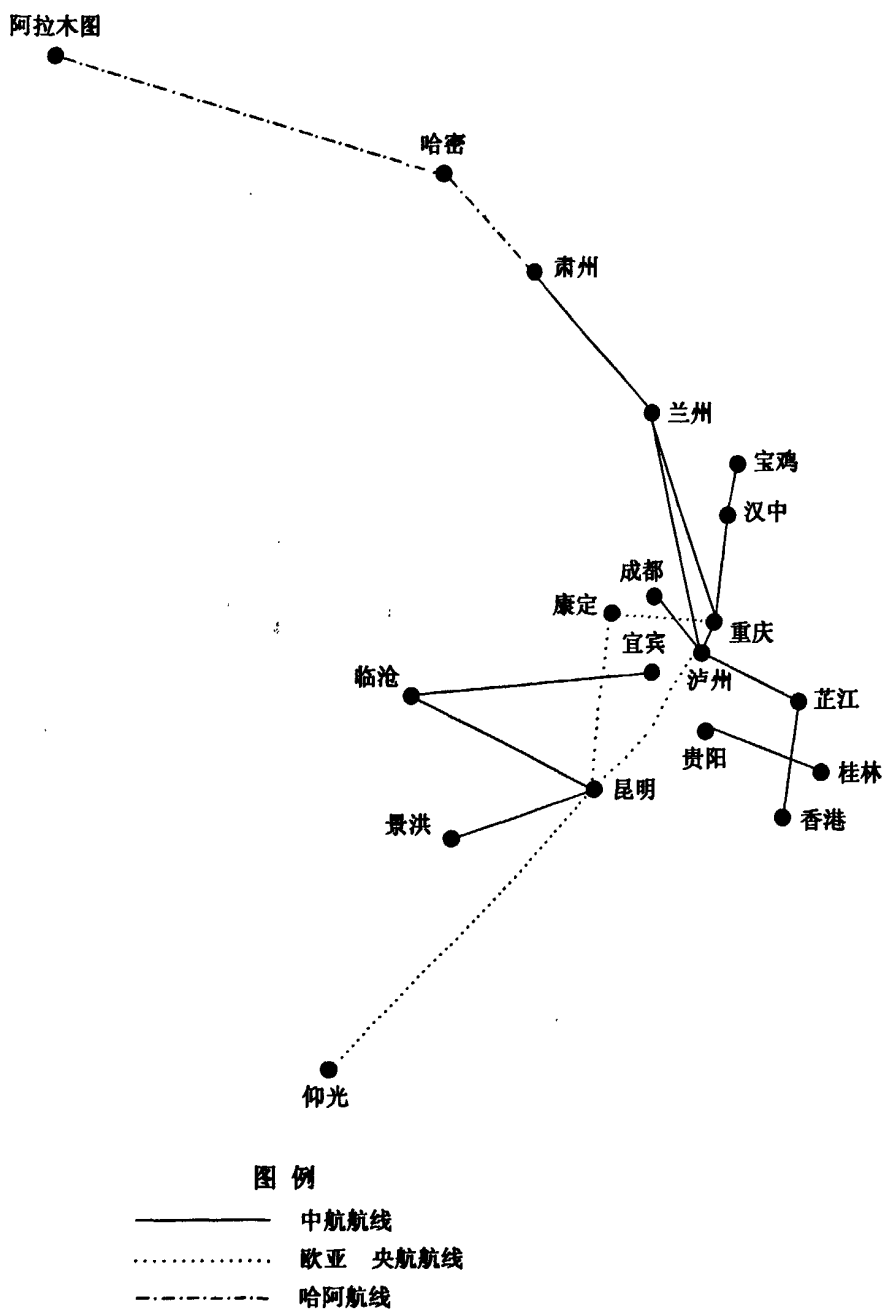 阿拉木图
哈密
肃州
兰州
宝鸡
汉中
成都
康定
重庆
宜宾
泸州
临沧
芷江
贵阳
桂林
昆明
香港
景洪
仰光
图 例
中航航线
欧亚 央航航线
哈阿航线